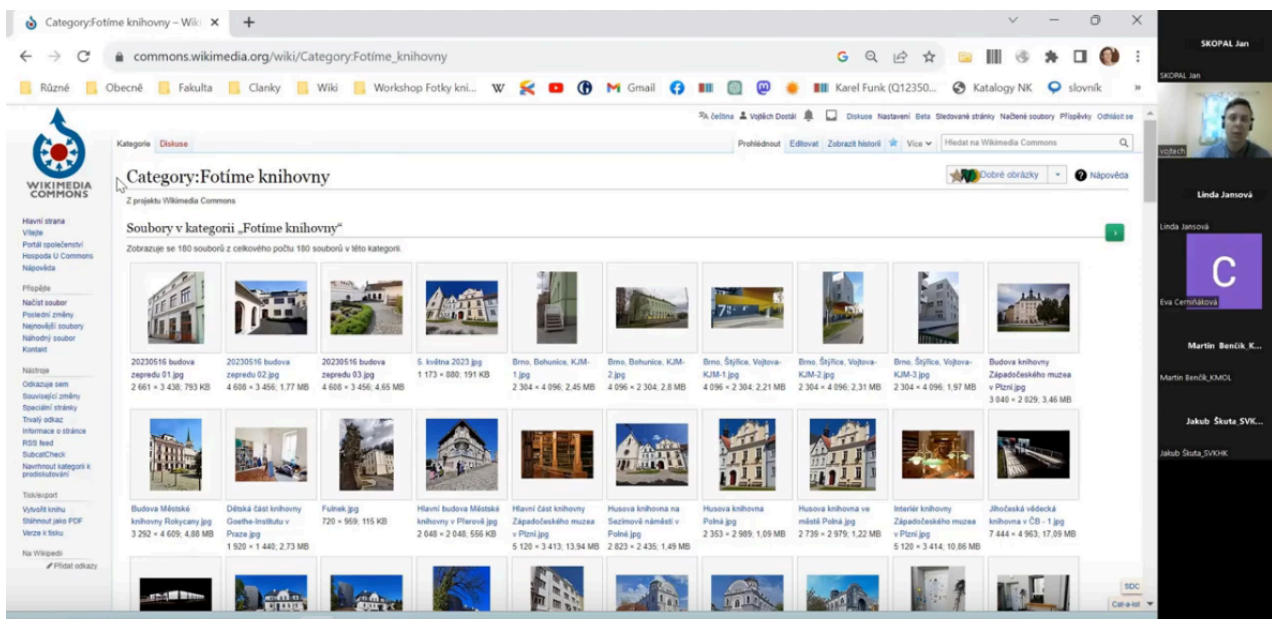 Category:Fotíme knihovny – Wiki
commons.wikimedia.org/wiki/Category:Fotíme_knihovny
Různé Obecně Fakulta Clanky Wiki Workshop Fotky kni... Gmail Karel Funk (Q12350... Katalogy NK slovník »
čeština Vojtěch Dostál Diskuse Nastavení Beta Sledované stránky Načtené soubory Příspěvky Odhlásit se
Kategorie Diskuse Prohlédnout Editovat Zobrazit historii Více Hledat na Wikimedia Commons
WIKIMEDIA
COMMONS
Category:Fotíme knihovny
Dobré obrázky Nápověda
Z projektu Wikimedia Commons
Hlavní strana
Vítejte
Portál společenství
Hospoda U Commons
Nápověda
Přispějte
Načíst soubor
Poslední změny
Nejnovější soubory
Náhodný soubor
Kontakt
Nástroje
Odkazuje sem
Související změny
Speciální stránky
Trvalý odkaz
Informace o stránce
RSS feed
SubcatCheck
Navrhnout kategorii k
prodiskutování
Tisk/export
Vytvořit knihu
Stáhnout jako PDF
Verze k tisku
Na Wikipedii
Přidat odkazy
Soubory v kategorii „Fotíme knihovny“
Zobrazuje se 180 souborů z celkového počtu 180 souborů v této kategorii.
20230516 budova
zepredu 01.jpg
2 661 × 3 438; 793 KB
20230516 budova
zepredu 02.jpg
4 608 × 3 456; 1,77 MB
20230516 budova
zepredu 03.jpg
4 608 × 3 456; 4,65 MB
5. května 2023.jpg
1 173 × 880; 191 KB
Brno, Bohunice, KJM-
1.jpg
2 304 × 4 096; 2,45 MB
Brno, Bohunice, KJM-
2.jpg
4 096 × 2 304; 2,8 MB
Brno, Štýřice, Vojtova-
KJM-1.jpg
4 096 × 2 304; 2,21 MB
Brno, Štýřice, Vojtova-
KJM-2.jpg
2 304 × 4 096; 2,31 MB
Brno, Štýřice, Vojtova-
KJM-3.jpg
2 304 × 4 096; 1,97 MB
Budova knihovny
Západočeského muzea
v Plzni.jpg
3 040 × 2 029; 3,46 MB
Budova Městské
knihovny Rokycany.jpg
3 292 × 4 609; 4,88 MB
Dětská část knihovny
Goethe-Institutu v
Praze.jpg
1 920 × 1 440; 2,73 MB
Fulnek.jpg
720 × 959; 115 KB
Hlavní budova Městské
knihovny v Přerově.jpg
2 048 × 2 048; 556 KB
Hlavní část knihovny
Západočeského muzea
v Plzni.jpg
5 120 × 3 413; 13,94 MB
Husova knihovna na
Sezimově náměstí v
Polné.jpg
2 823 × 2 435; 1,49 MB
Husova knihovna
Polná.jpg
2 353 × 2 989; 1,09 MB
Husova knihovna ve
městě Polná.jpg
2 739 × 2 979; 1,22 MB
Interiér knihovny
Západočeského muzea
v Plzni.jpg
5 120 × 3 414; 10,86 MB
Jihočeská vědecká
knihovna v ČB - 1.jpg
7 444 × 4 963; 17,09 MB
SDC
Cat-a-lot
SKOPAL Jan
SKOPAL Jan
vojtech
Linda Jansová
Linda Jansová
C
Eva Cerniňáková
Martin Benčík_K...
Martin Benčík_KMOL
Jakub Škuta_SVK...
Jakub Škuta_SVKHK